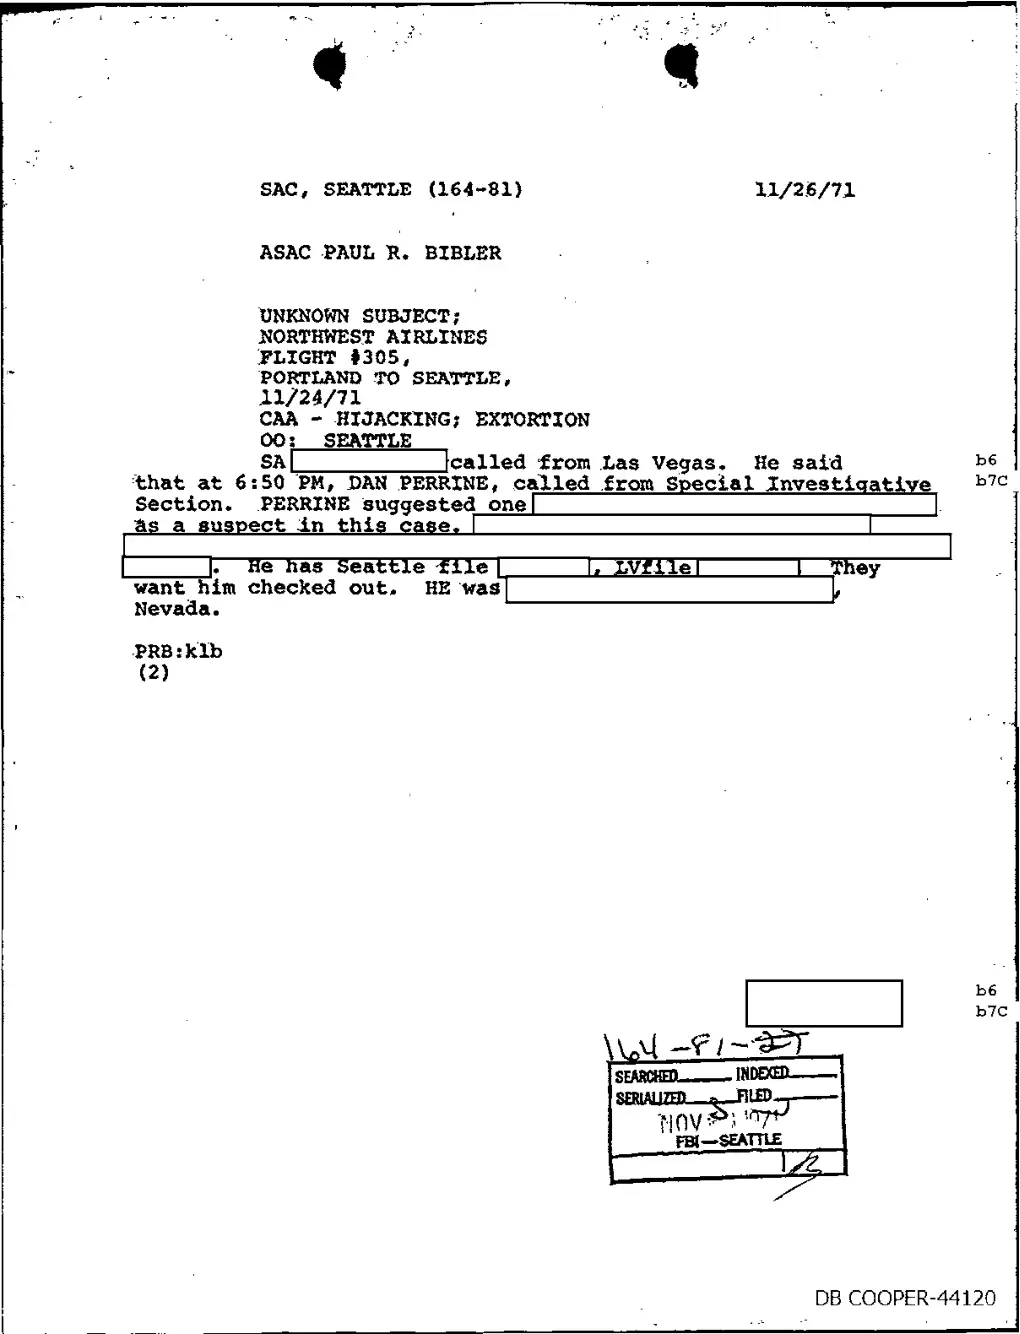 SAC, SEATTLE (164-81) 11/26/71
ASAC PAUL R. BIBLER
UNKNOWN SUBJECT;
NORTHWEST AIRLINES
FLIGHT #305,
PORTLAND TO SEATTLE,
11/24/71
CAA - HIJACKING; EXTORTION
OO: SEATTLE
SA called from Las Vegas. He said b6
that at 6:50 PM, DAN PERRINE, called from Special Investigative b7C
Section. PERRINE suggested one
as a suspect in this case.
. He has Seattle file , LVfile They
want him checked out. HE was ,
Nevada.
PRB:klb
(2)
b6
b7C
164-81-27
SEARCHED INDEXED
SERIALIZED FILED
NOV
FBI—SEATTLE
DB COOPER-44120